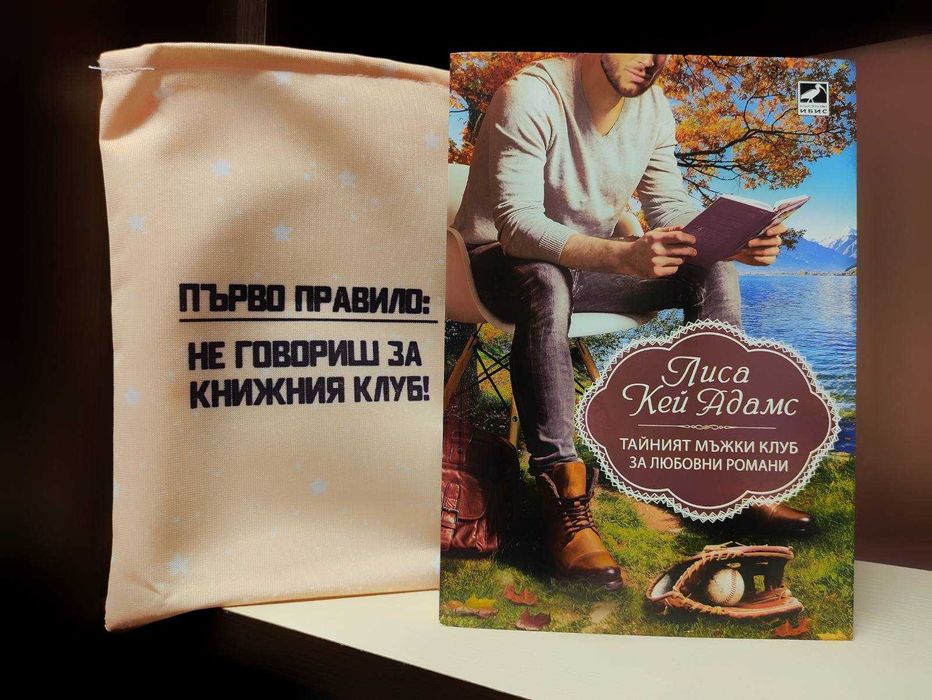 ПЪРВО ПРАВИЛО:
НЕ ГОВОРИШ ЗА
КНИЖНИЯ КЛУБ!
ИБИС
Лиса
Кей Адамс
ТАЙНИЯТ МЪЖКИ КЛУБ
ЗА ЛЮБОВНИ РОМАНИ